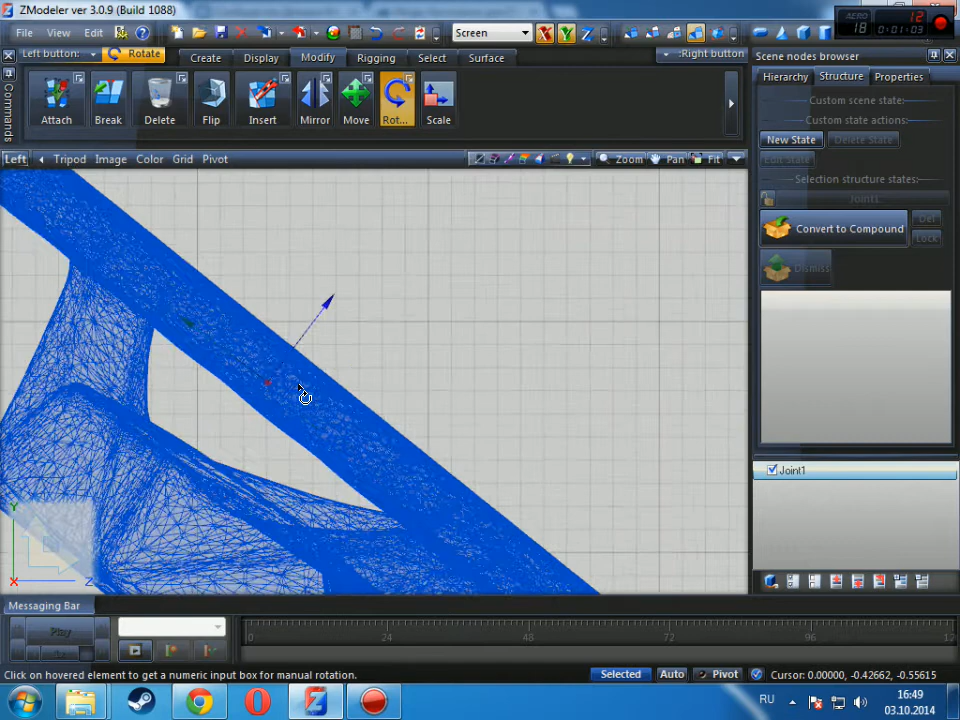 ZModeler ver 3.0.9 (Build 1088)
AERO
18
12
0:01:03
File
View
Edit
Screen
X
Y
Z
Left button:
Rotate
Create
Display
Modify
Rigging
Select
Surface
:Right button
Commands
Attach
Break
Delete
Flip
Insert
Mirror
Move
Rot...
Scale
Left
Tripod
Image
Color
Grid
Pivot
Zoom
Pan
Fit
Y
X
Z
Scene nodes browser
Hierarchy
Structure
Properties
Custom scene state:
Custom state actions:
New State
Delete State
Edit State
Selection structure states:
Joints
Convert to Compound
Del
Lock
Dismiss
Joint1
Messaging Bar
Play
0
24
48
72
96
12
Click on hovered element to get a numeric input box for manual rotation.
Selected
Auto
Pivot
Cursor: 0.00000, -0.42662, -0.55615
RU
16:49
03.10.2014